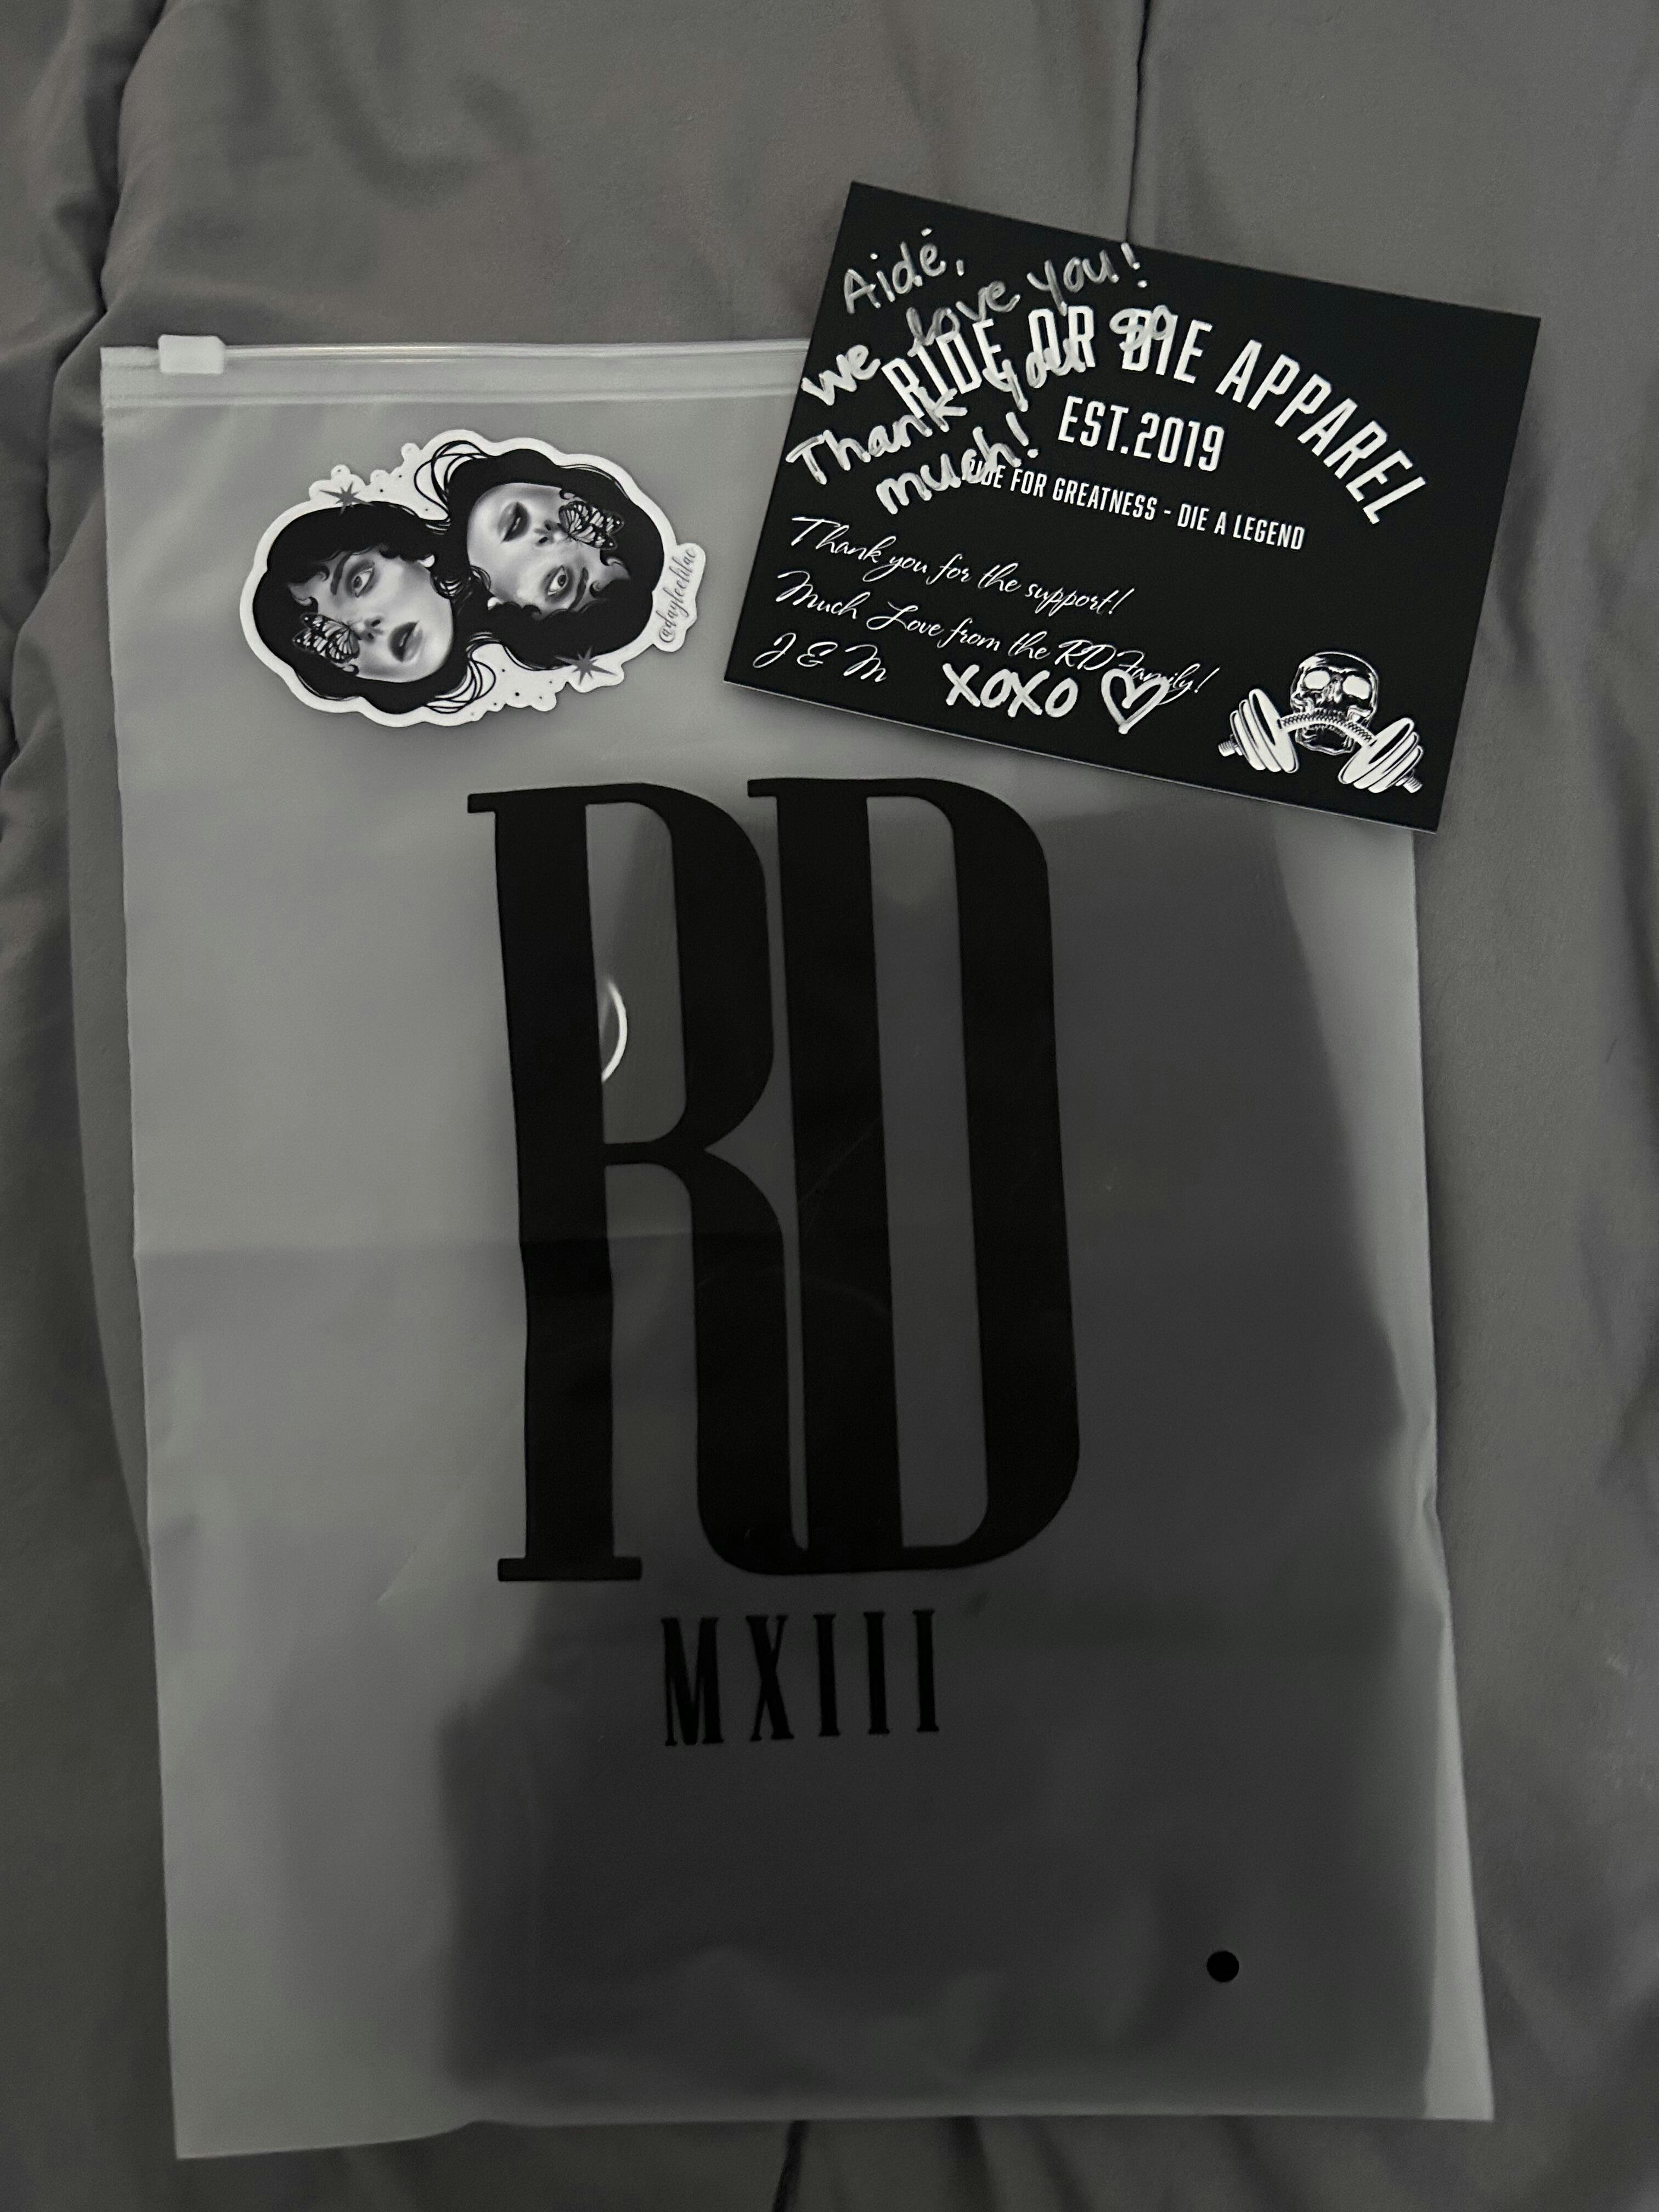 Aidé,
we love you!
Thank you so
much!
RIDE OR DIE APPAREL
EST.2019
RIDE FOR GREATNESS - DIE A LEGEND
Thank you for the support!
Much Love from the RD Family!
J & M
XOXO
@dayleelilac
RD
MXIII